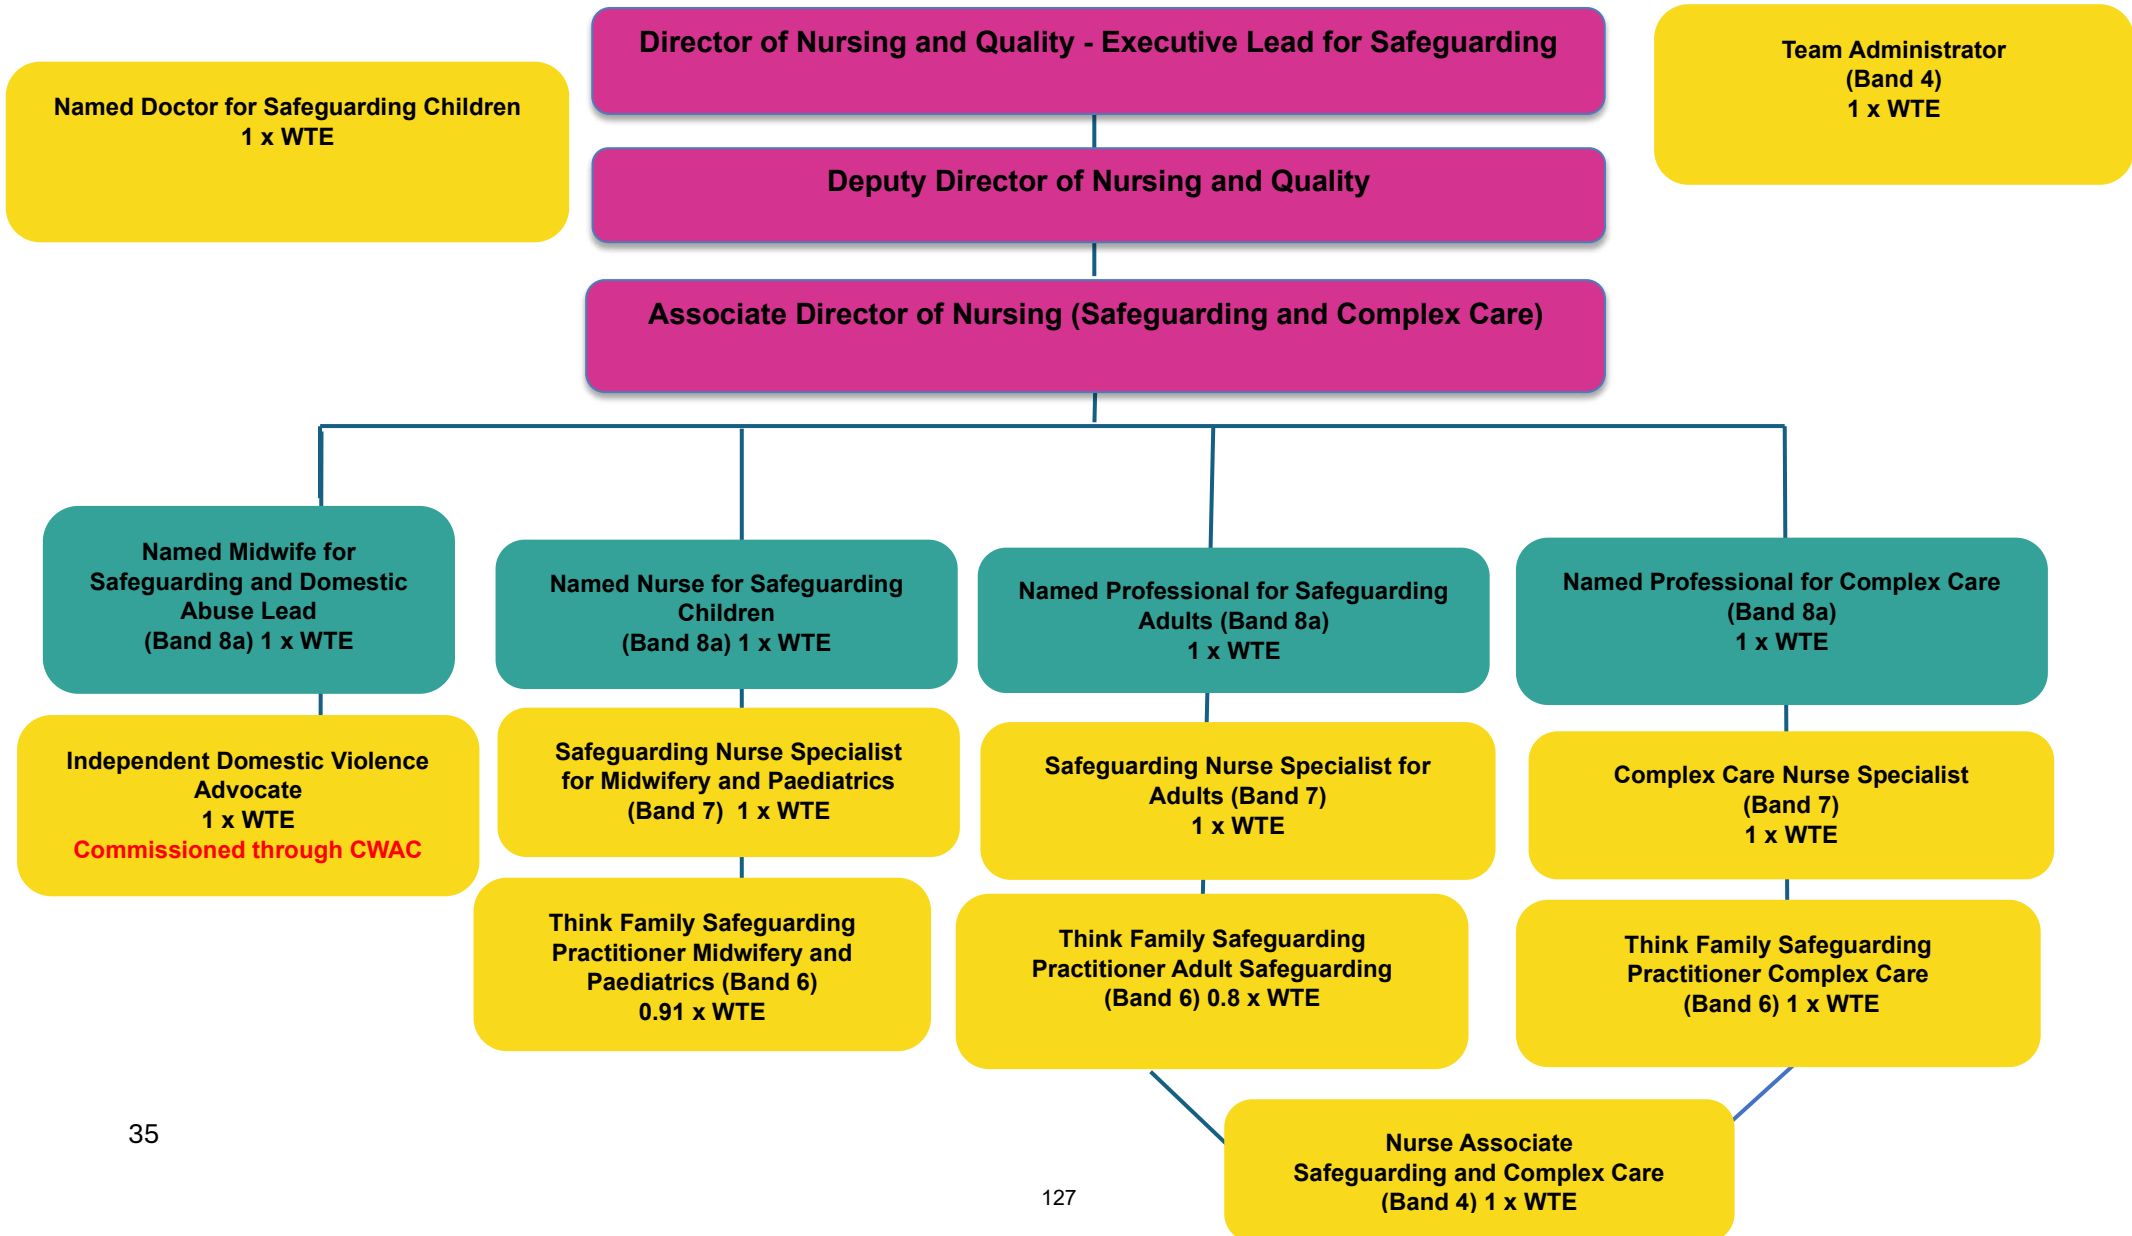 Director of Nursing and Quality - Executive Lead for Safeguarding
Team Administrator
(Band 4)
1 x WTE
Named Doctor for Safeguarding Children
1 x WTE
Deputy Director of Nursing and Quality
Associate Director of Nursing (Safeguarding and Complex Care)
Named Midwife for
Safeguarding and Domestic
Abuse Lead
(Band 8a) 1 x WTE
Named Nurse for Safeguarding
Children
(Band 8a) 1 x WTE
Named Professional for Safeguarding
Adults (Band 8a)
1 x WTE
Named Professional for Complex Care
(Band 8a)
1 x WTE
Independent Domestic Violence
Advocate
1 x WTE
Commissioned through CWAC
Safeguarding Nurse Specialist
for Midwifery and Paediatrics
(Band 7) 1 x WTE
Safeguarding Nurse Specialist for
Adults (Band 7)
1 x WTE
Complex Care Nurse Specialist
(Band 7)
1 x WTE
Think Family Safeguarding
Practitioner Midwifery and
Paediatrics (Band 6)
0.91 x WTE
Think Family Safeguarding
Practitioner Adult Safeguarding
(Band 6) 0.8 x WTE
Think Family Safeguarding
Practitioner Complex Care
(Band 6) 1 x WTE
Nurse Associate
Safeguarding and Complex Care
(Band 4) 1 x WTE
35
127